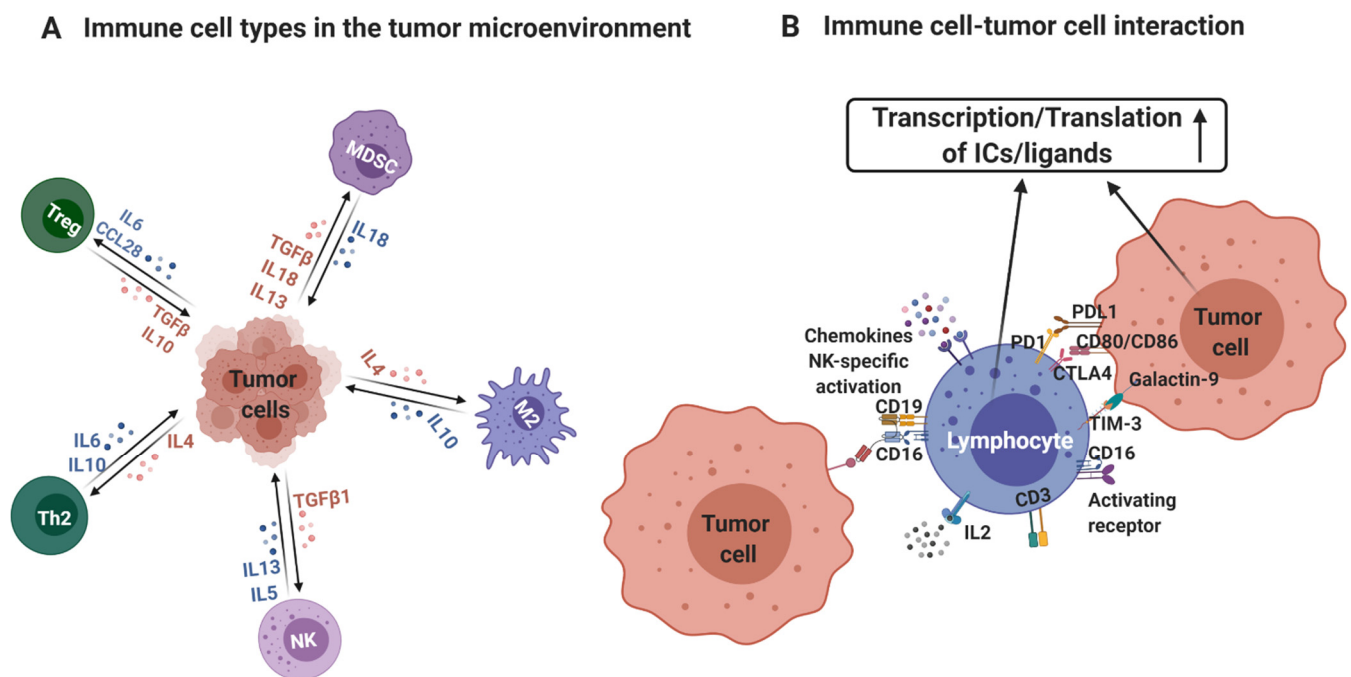 A Immune cell types in the tumor microenvironment
MDSC
Treg
IL6
CCL28
TGFβ
IL10
TGFβ
IL18
IL13
IL18
Tumor
cells
IL4
IL10
M2
IL6
IL10
IL4
Th2
TGFβ1
IL13
IL5
NK
B Immune cell-tumor cell interaction
Transcription/Translation
of ICs/ligands
Chemokines
NK-specific
activation
CD19
CD16
PD1
PDL1
CD80/CD86
CTLA4
Galactin-9
TIM-3
CD16
Activating
receptor
CD3
IL2
Lymphocyte
Tumor
cell
Tumor
cell